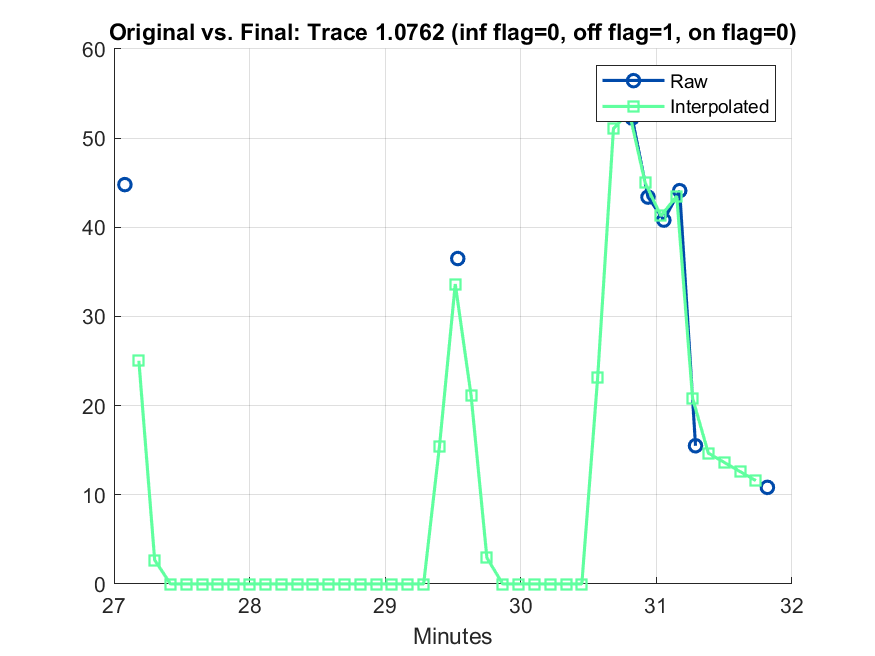 Original vs. Final: Trace 1.0762 (inf flag=0, off flag=1, on flag=0)
60
Raw
Interpolated
50
40
30
20
10
0
27 28 29 30 31 32
Minutes